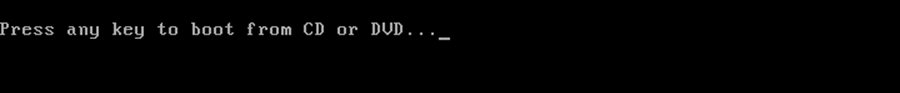 Press any key to boot from CD or DVD..._